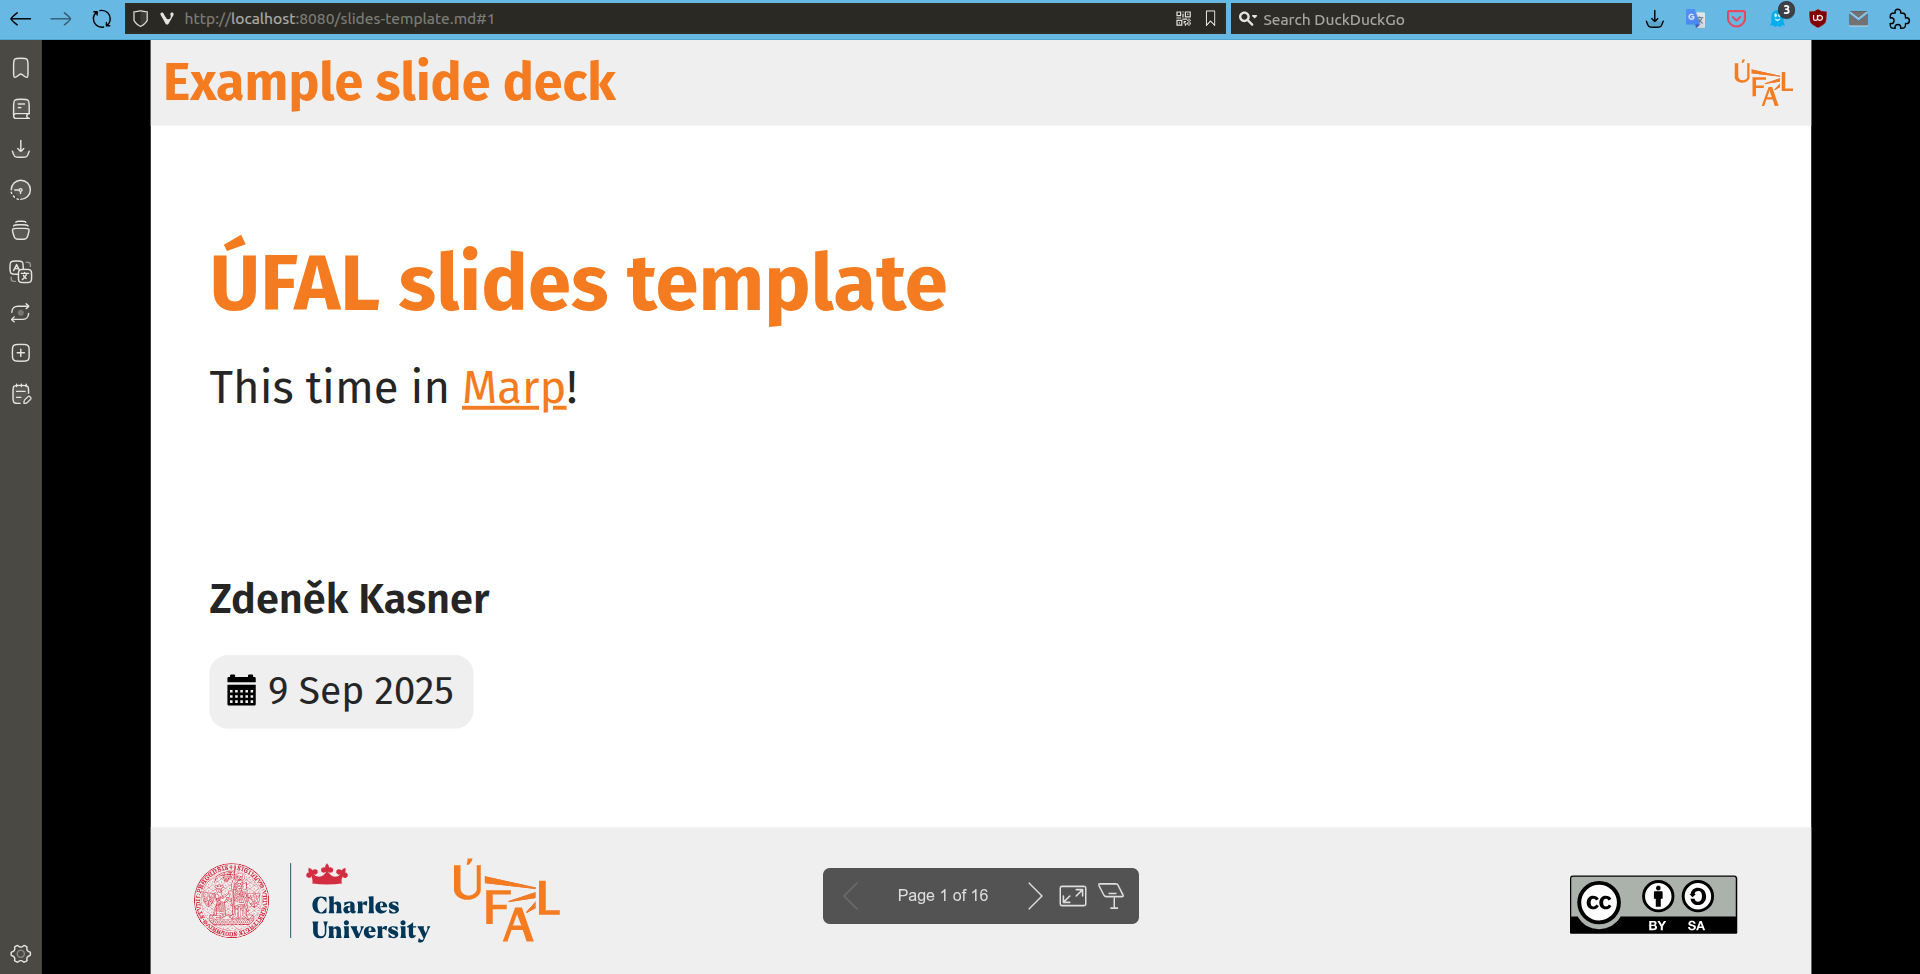 http://localhost:8080/slides-template.md#1
Search DuckDuckGo
3
Example slide deck
ÚFAL
ÚFAL slides template
This time in Marp!
Zdeněk Kasner
9 Sep 2025
Charles
University
ÚFAL
Page 1 of 16
CC
BY SA